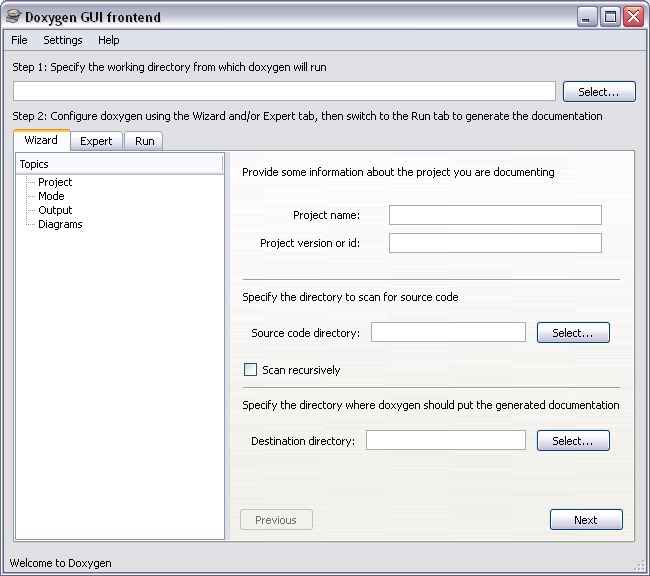 Doxygen GUI frontend
File Settings Help
Step 1: Specify the working directory from which doxygen will run
Select...
Step 2: Configure doxygen using the Wizard and/or Expert tab, then switch to the Run tab to generate the documentation
Wizard Expert Run
Topics
Project
Mode
Output
Diagrams
Provide some information about the project you are documenting
Project name:
Project version or id:
Specify the directory to scan for source code
Source code directory: Select...
Scan recursively
Specify the directory where doxygen should put the generated documentation
Destination directory: Select...
Previous Next
Welcome to Doxygen